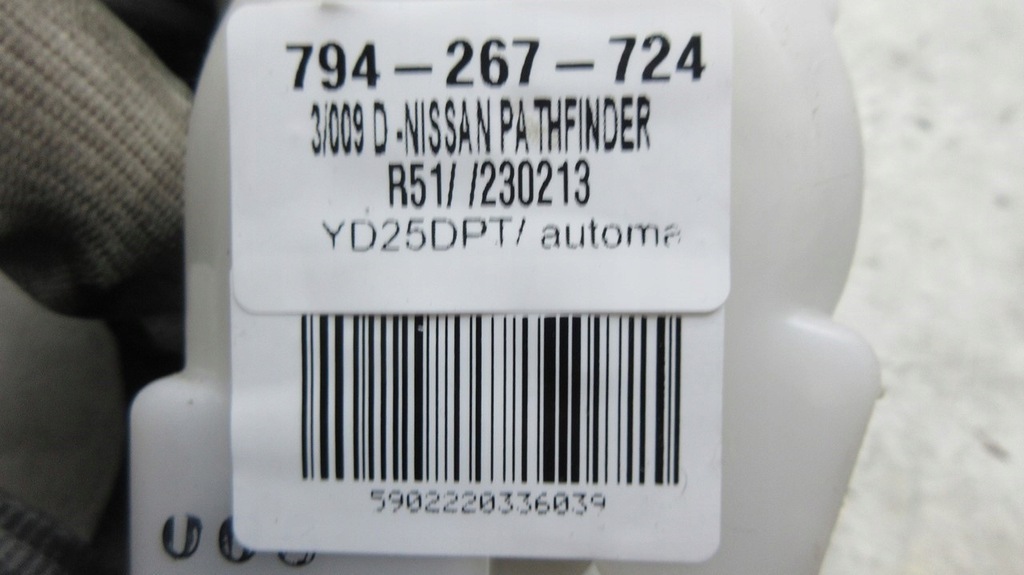 794-267-724
3/009 D -NISSAN PATHFINDER
R51/ /230213
YD25DPT/ automa
5902220336039